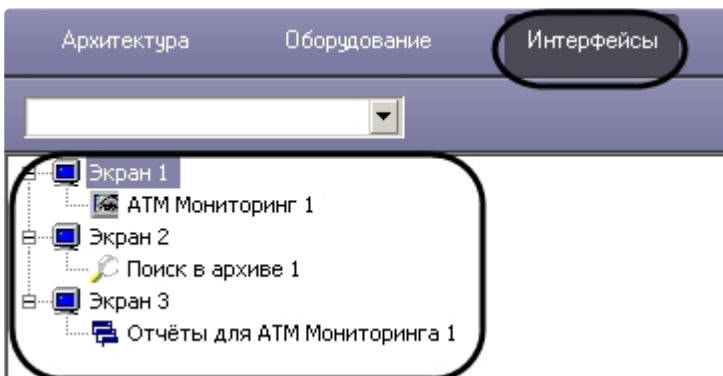 Архитектура Оборудование Интерфейсы
Экран 1
АТМ Мониторинг 1
Экран 2
Поиск в архиве 1
Экран 3
Отчёты для АТМ Мониторинга 1